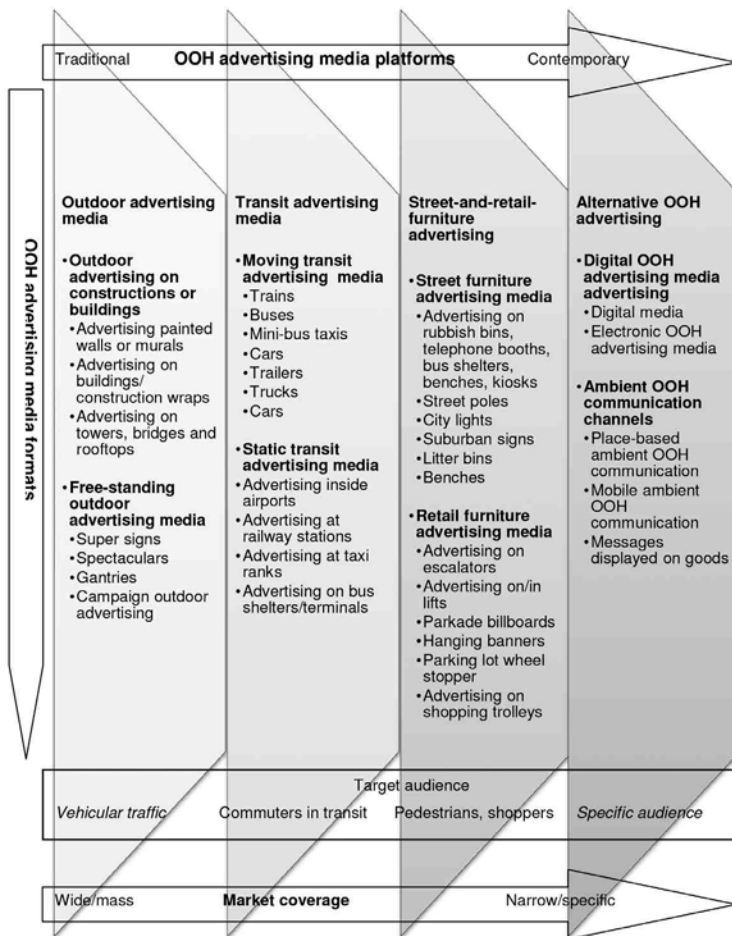 Traditional OOH advertising media platforms Contemporary
OOH advertising media formats
Outdoor advertising
media
•Outdoor
advertising on
constructions or
buildings
•Advertising painted
walls or murals
•Advertising on
buildings/
construction wraps
•Advertising on
towers, bridges and
rooftops
•Free-standing
outdoor
advertising media
•Super signs
•Spectaculars
•Gantries
•Campaign outdoor
advertising
Transit advertising
media
•Moving transit
advertising media
•Trains
•Buses
•Mini-bus taxis
•Cars
•Trailers
•Trucks
•Cars
•Static transit
advertising media
•Advertising inside
airports
•Advertising at
railway stations
•Advertising at taxi
ranks
•Advertising on bus
shelters/terminals
Street-and-retail-
furniture
advertising
•Street furniture
advertising media
•Advertising on
rubbish bins,
telephone booths,
bus shelters,
benches, kiosks
•Street poles
•City lights
•Suburban signs
•Litter bins
•Benches
•Retail furniture
advertising media
•Advertising on
escalators
•Advertising on/in
lifts
•Parkade billboards
•Hanging banners
•Parking lot wheel
stopper
•Advertising on
shopping trolleys
Alternative OOH
advertising
•Digital OOH
advertising media
advertising
•Digital media
•Electronic OOH
advertising media
•Ambient OOH
communication
channels
•Place-based
ambient OOH
communication
•Mobile ambient
OOH
communication
•Messages
displayed on goods
Target audience
Vehicular traffic Commuters in transit Pedestrians, shoppers Specific audience
Wide/mass Market coverage Narrow/specific